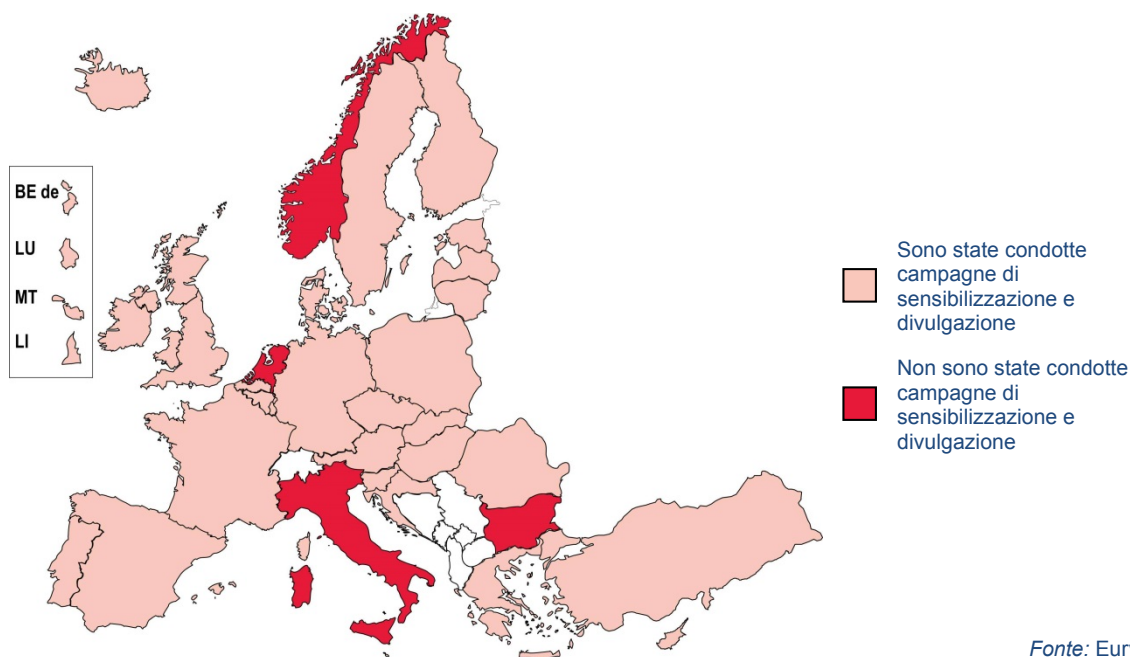 BE de
LU
MT
LI
Sono state condotte
campagne di
sensibilizzazione e
divulgazione
Non sono state condotte
campagne di
sensibilizzazione e
divulgazione
Fonte: Eur